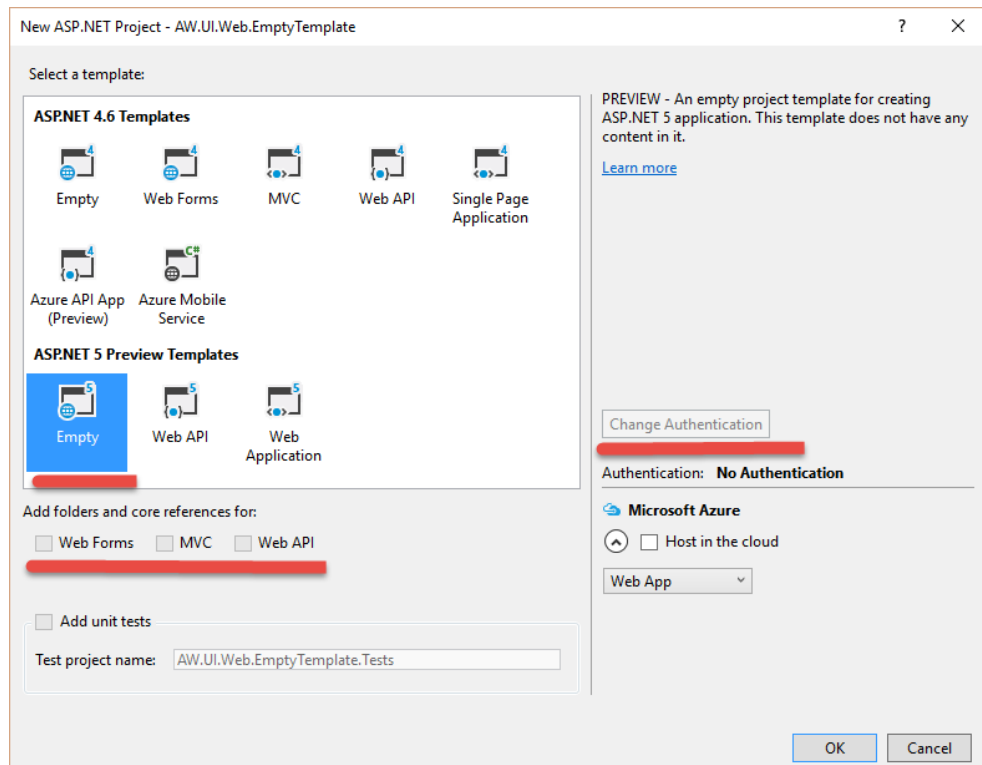 New ASP.NET Project - AW.UI.Web.EmptyTemplate
?
Select a template:
ASP.NET 4.6 Templates
4 4 4 4 4
Empty Web Forms MVC Web API Single Page
Application
4 C#
Azure API App Azure Mobile
(Preview) Service
ASP.NET 5 Preview Templates
5 5 5
Empty Web API Web
Application
Add folders and core references for:
Web Forms MVC Web API
Add unit tests
Test project name: AW.UI.Web.EmptyTemplate.Tests
PREVIEW - An empty project template for creating
ASP.NET 5 application. This template does not have any
content in it.
Learn more
Change Authentication
Authentication: No Authentication
Microsoft Azure
Host in the cloud
Web App
OK Cancel